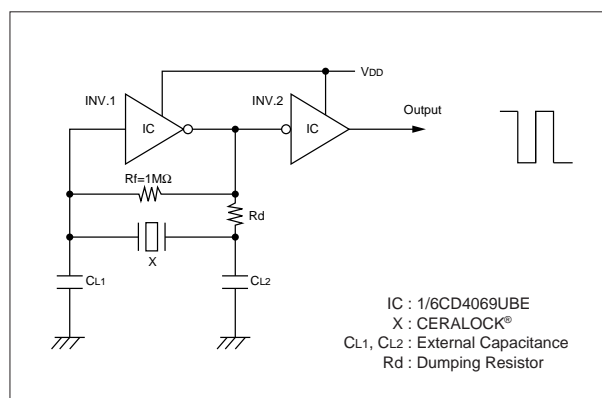 VDD
INV.1
INV.2
Output
IC
IC
Rf=1MΩ
Rd
X
CL1
CL2
IC : 1/6CD4069UBE
X : CERALOCK®
CL1, CL2 : External Capacitance
Rd : Dumping Resistor